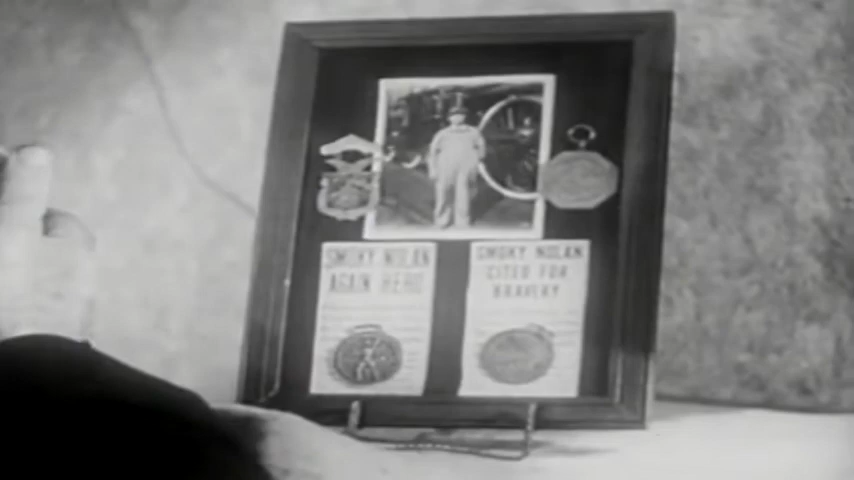 SMOKY NOLAN
AGAIN HERO
SMOKY NOLAN
CITED FOR
BRAVERY